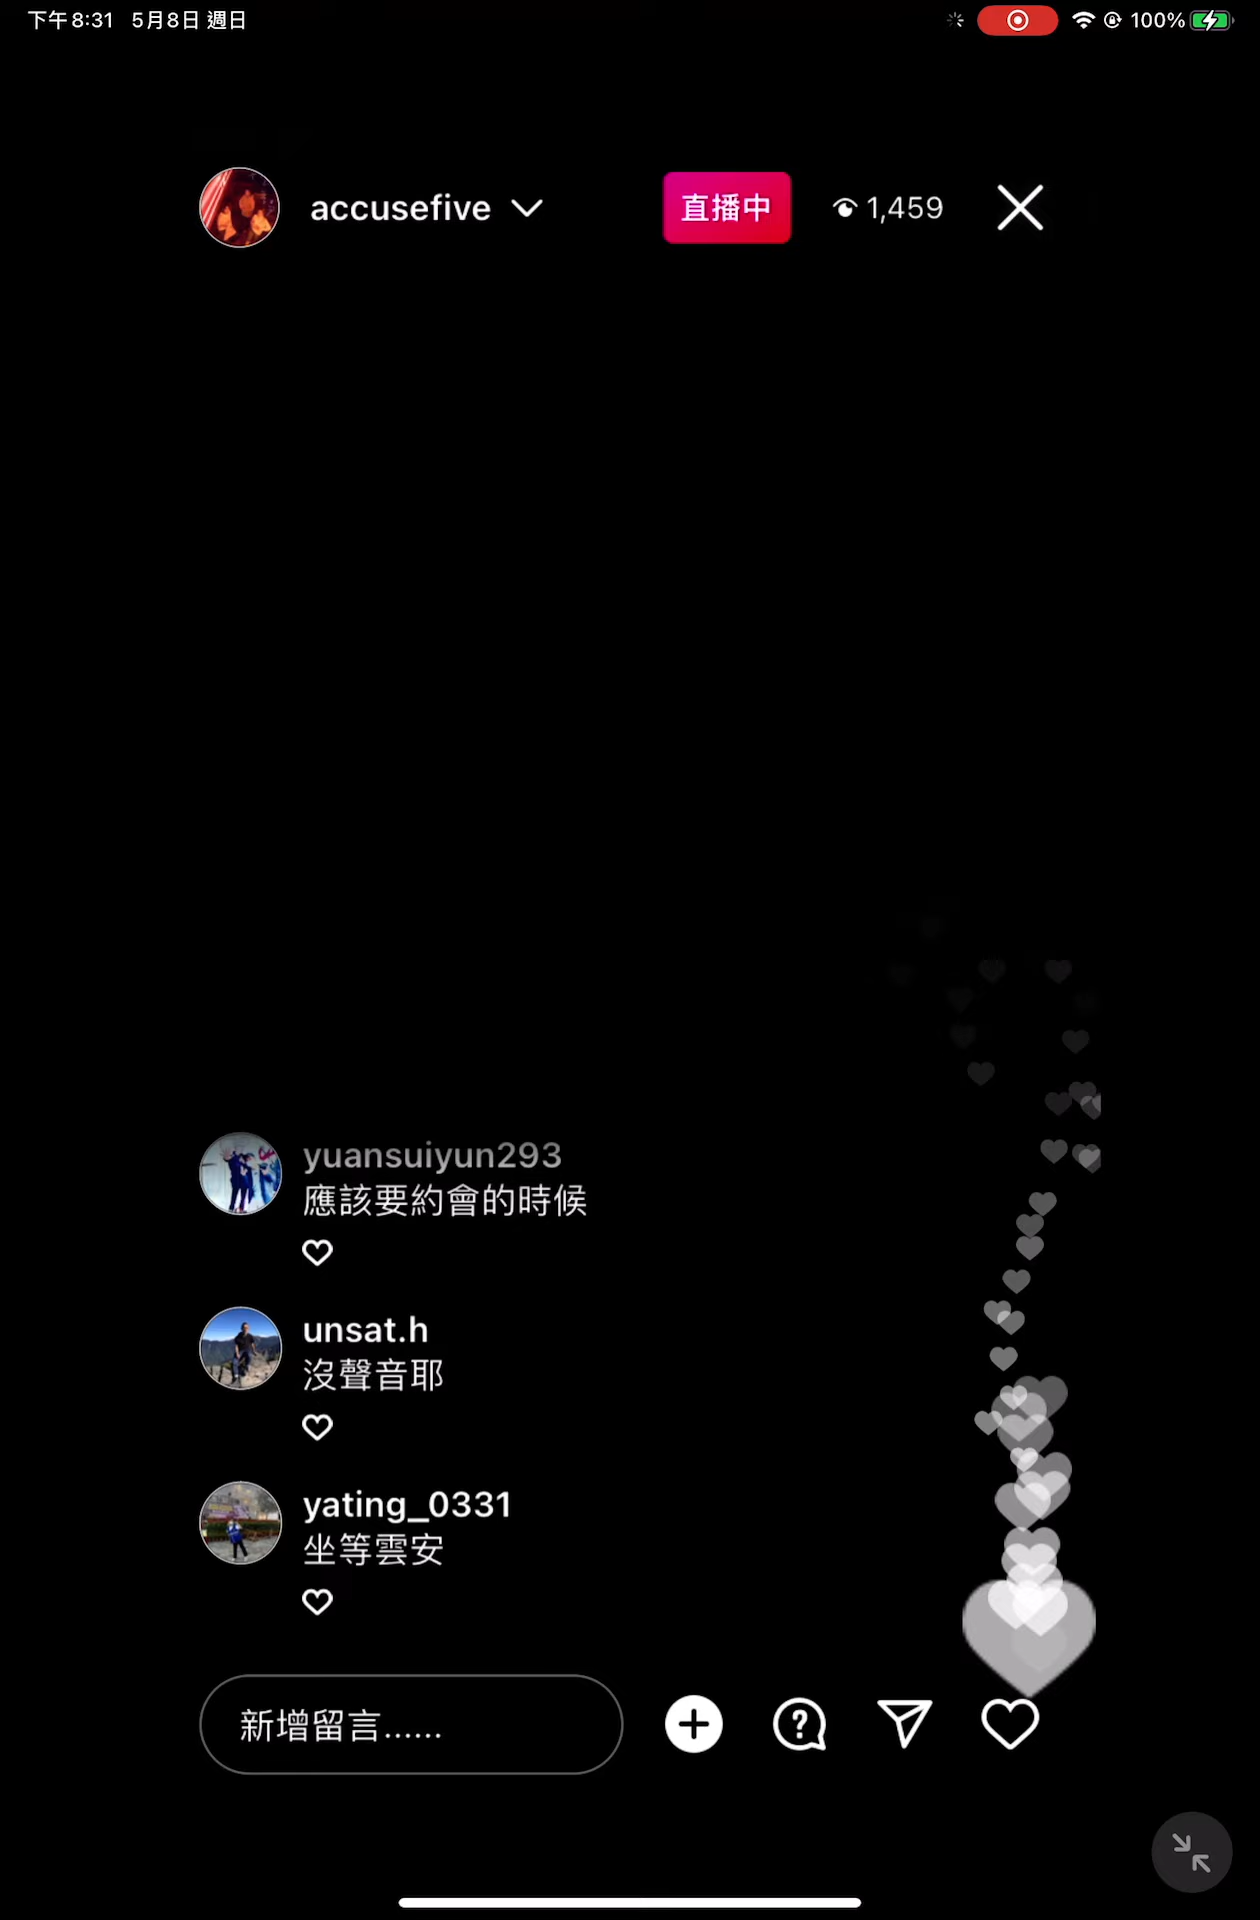 下午8:31 5月8日 週日
100%
accusefive
直播中
1,459
yuansuiyun293
應該要約會的時候
unsat.h
沒聲音耶
yating_0331
坐等雲安
新增留言......